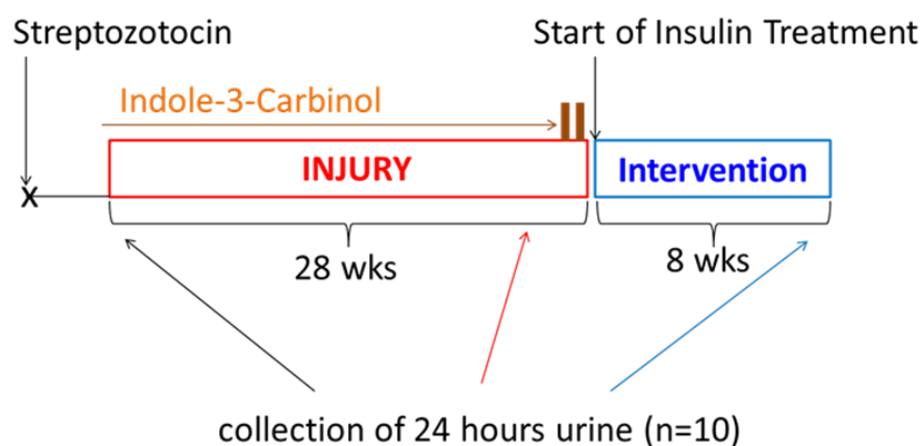 Streptozotocin
Start of Insulin Treatment
Indole-3-Carbinol
INJURY
Intervention
X
28 wks
8 wks
collection of 24 hours urine (n=10)